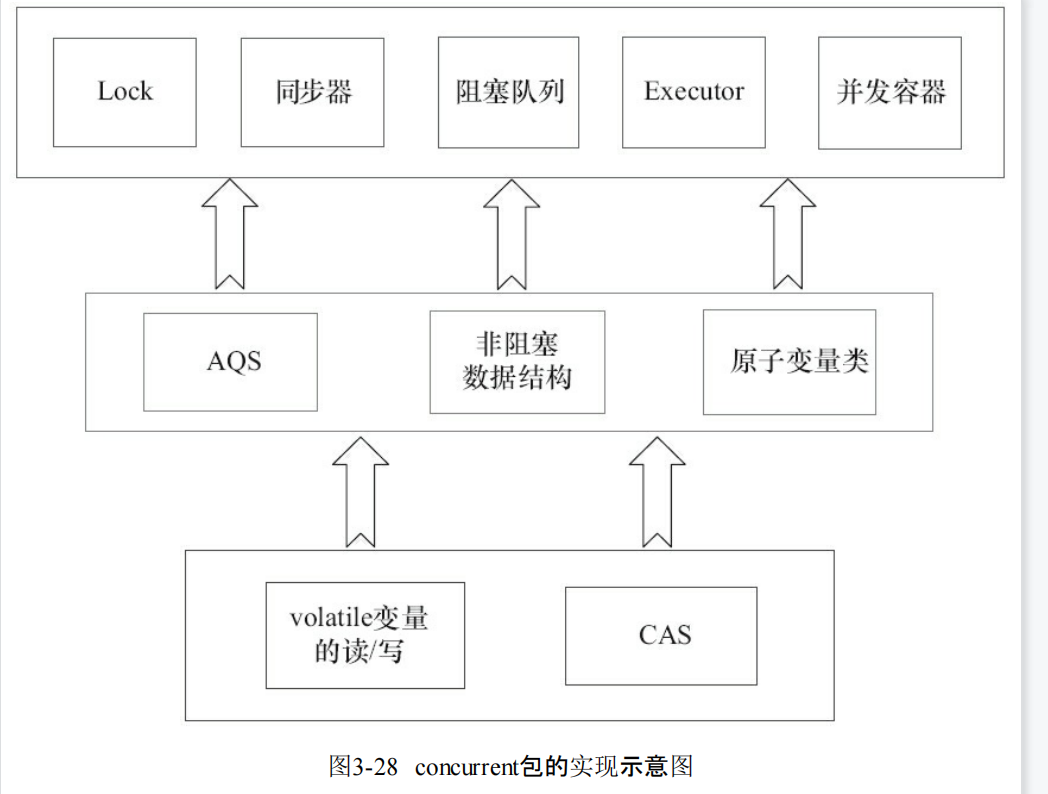 Lock
同步器
阻塞队列
Executor
并发容器
AQS
非阻塞
数据结构
原子变量类
volatile变量
的读/写
CAS
图3-28 concurrent包的实现示意图